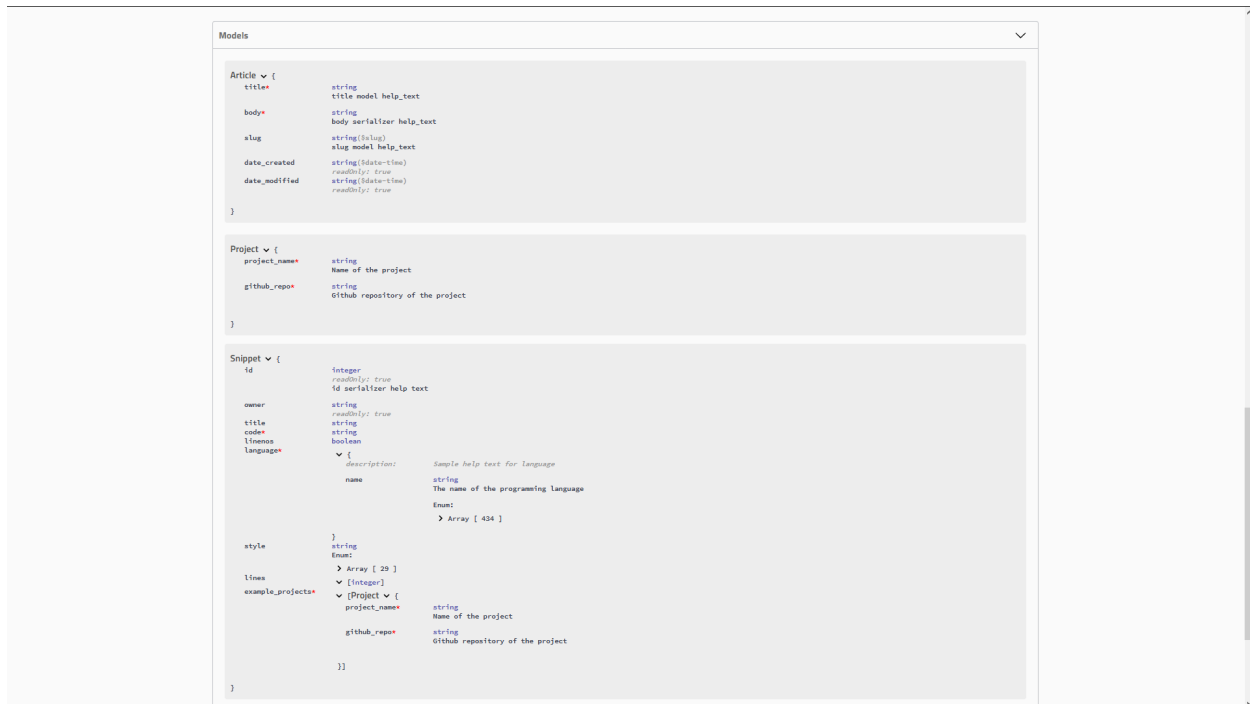 Models
Article {
title* string
title model help_text
body* string
body serializer help_text
slug string($slug)
slug model help_text
date_created string($date-time)
readOnly: true
date_modified string($date-time)
readOnly: true
}
Project {
project_name* string
Name of the project
github_repo* string
Github repository of the project
}
Snippet {
id integer
readOnly: true
id serializer help text
owner string
readOnly: true
title string
code* string
linenos boolean
language* {
description: Sample help text for language
name string
The name of the programming language
Enum:
Array [ 434 ]
}
style string
Enum:
Array [ 29 ]
lines [integer]
example_projects* [Project {
project_name* string
Name of the project
github_repo* string
Github repository of the project
}]
}